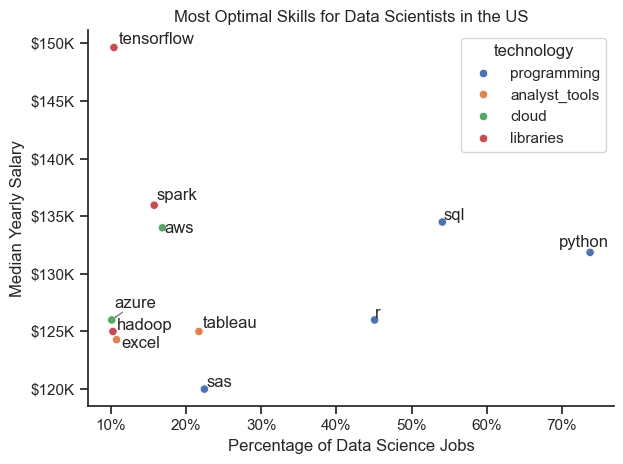 Most Optimal Skills for Data Scientists in the US
$150K
$145K
$140K
$135K
$130K
$125K
$120K
Median Yearly Salary
tensorflow
technology
programming
analyst_tools
cloud
libraries
spark
aws
sql
python
azure
hadoop
excel
tableau
r
sas
10%
20%
30%
40%
50%
60%
70%
Percentage of Data Science Jobs